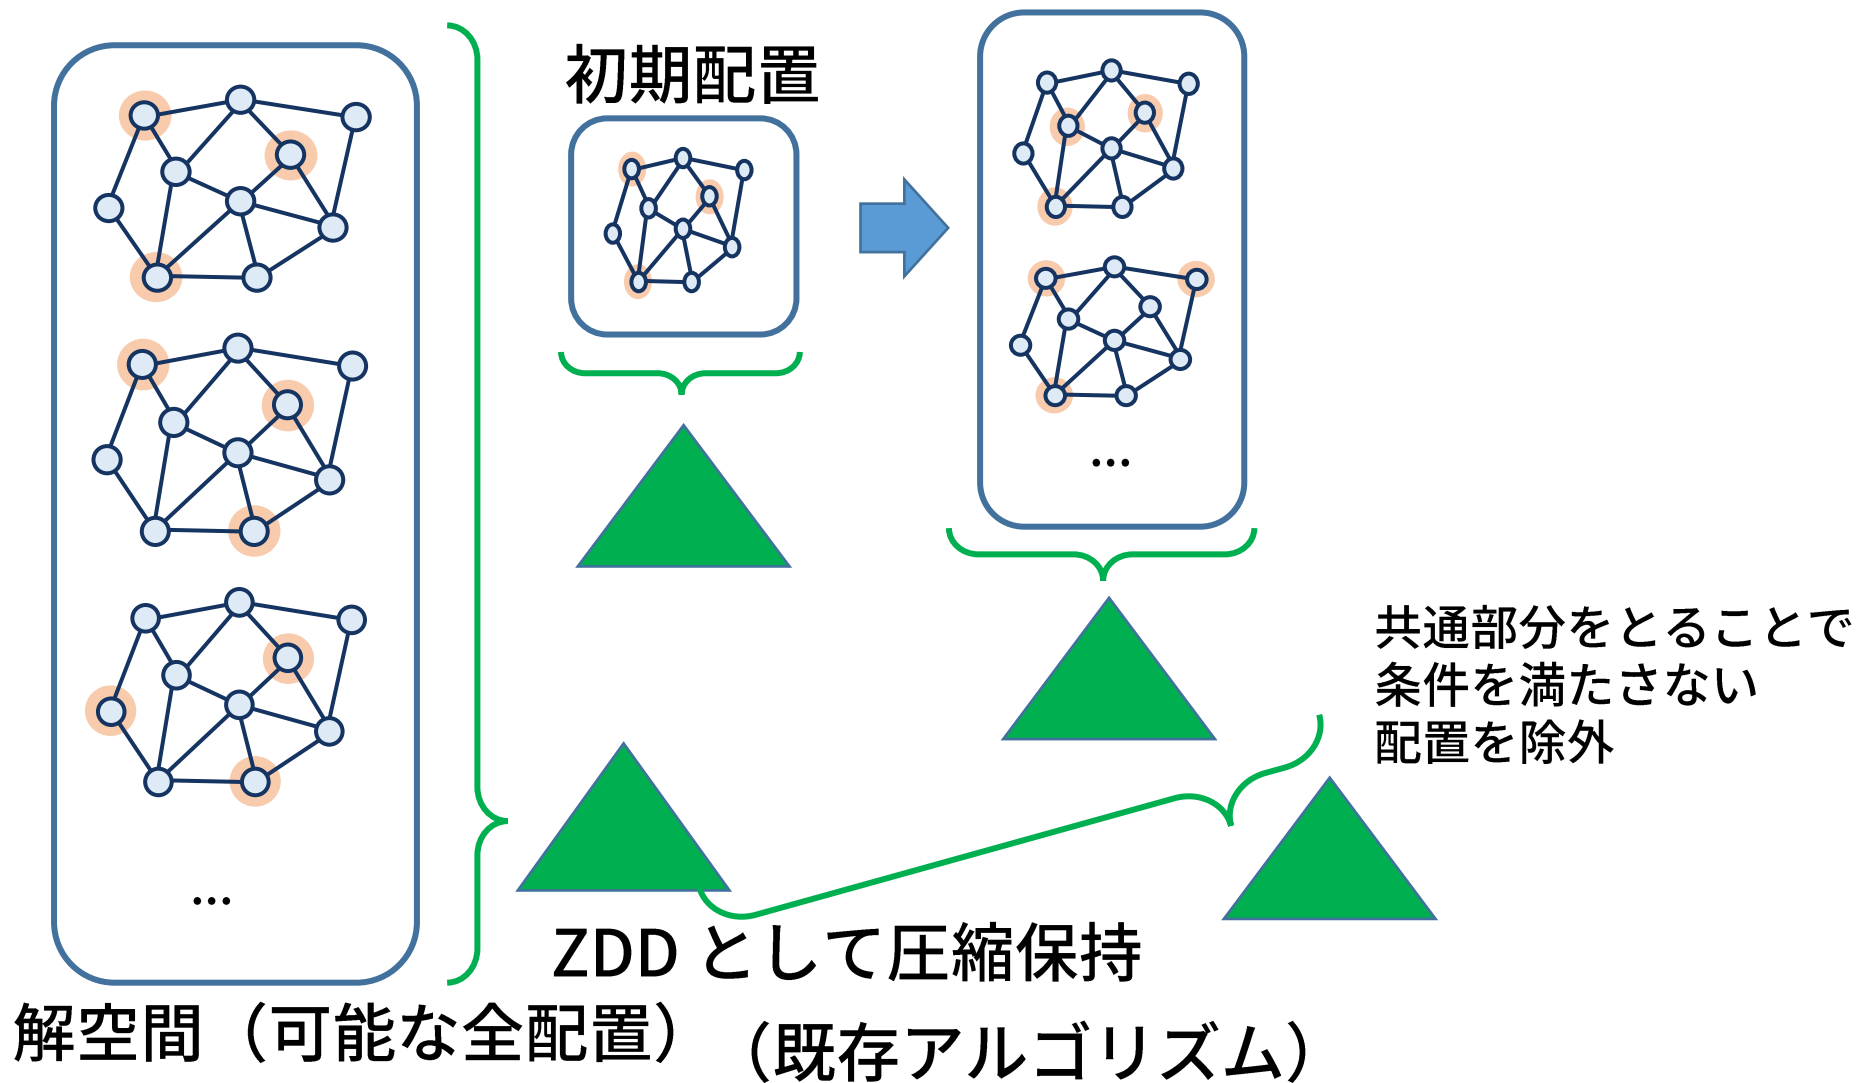 初期配置
…
共通部分をとることで
条件を満たさない
配置を除外
…
ZDD として圧縮保持
解空間（可能な全配置）
（既存アルゴリズム）